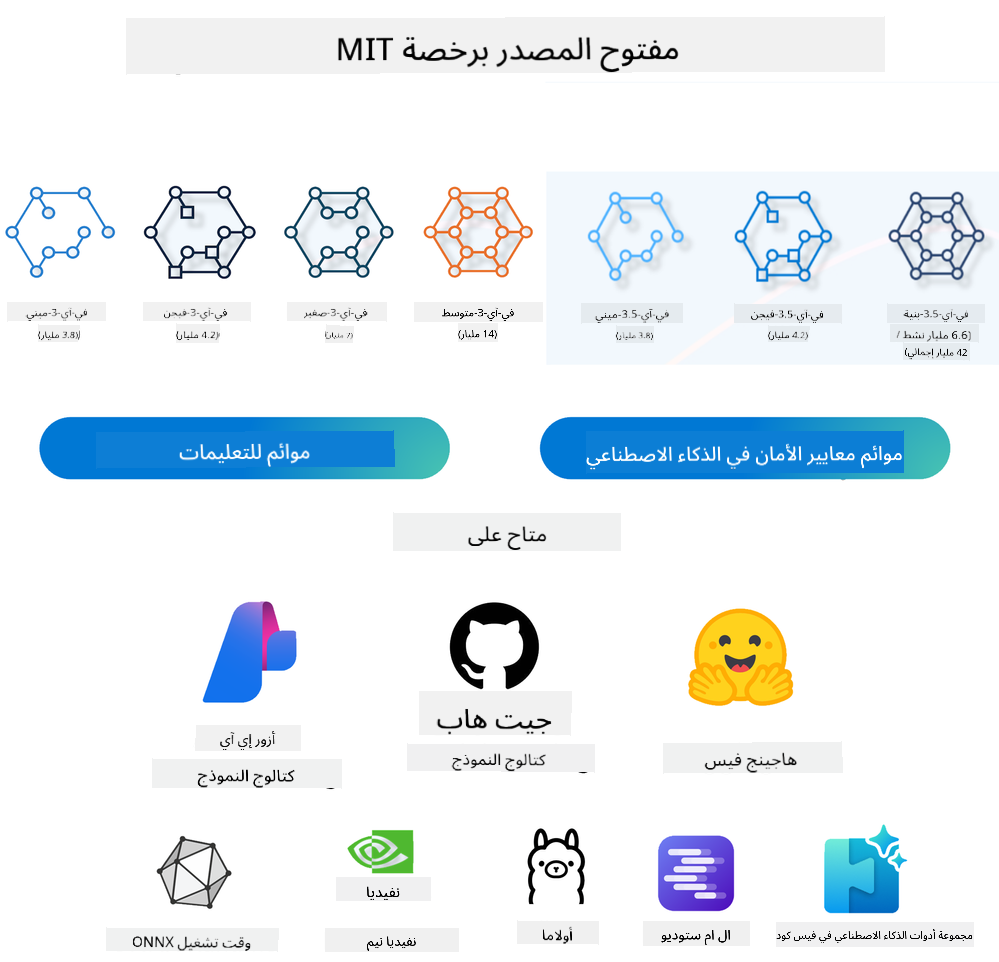 مفتوح المصدر برخصة MIT
في-آي-3-ميني
(3.8 مليار)
في-آي-3-فيجن
(4.2 مليار)
في-آي-3-صغير
(7 مليار)
في-آي-3-متوسط
(14 مليار)
في-آي-3.5-ميني
(3.8 مليار)
في-آي-3.5-فيجن
(4.2 مليار)
في-آي-3.5-بنية
(6.6 مليار نشط /
42 مليار إجمالي)
موائم للتعليمات
موائم معايير الأمان في الذكاء الاصطناعي
متاح على
أزور إي آي
كتالوج النموذج
جيت هاب
كتالوج النموذج
هاجينج فيس
وقت تشغيل ONNX
نفيديا
نفيديا نيم
أولاما
ال ام ستوديو
مجموعة أدوات الذكاء الاصطناعي في فيس كود